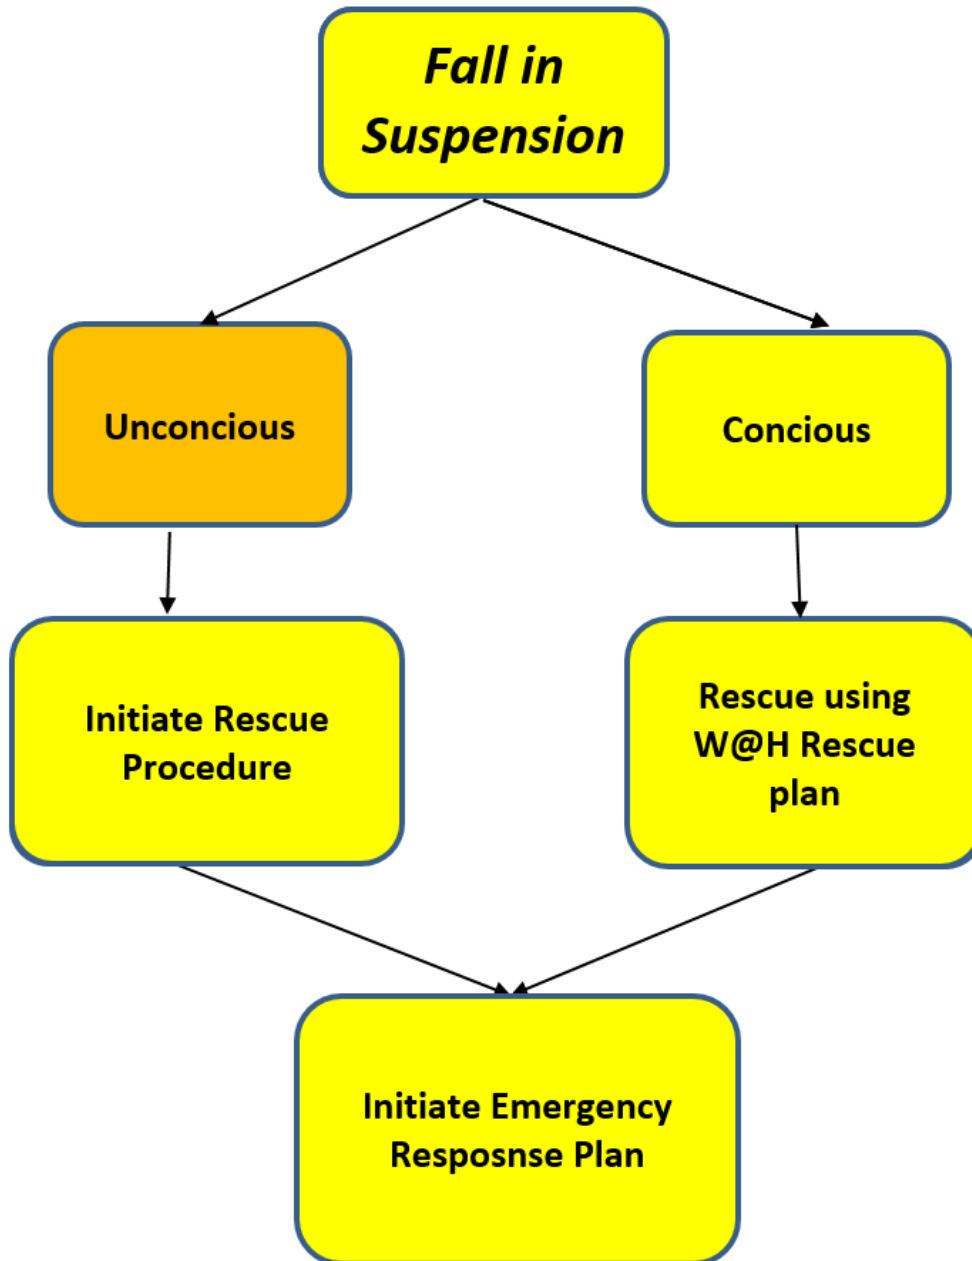 Fall in
Suspension
Unconcious
Concious
Initiate Rescue
Procedure
Rescue using
W@H Rescue
plan
Initiate Emergency
Resposnse Plan